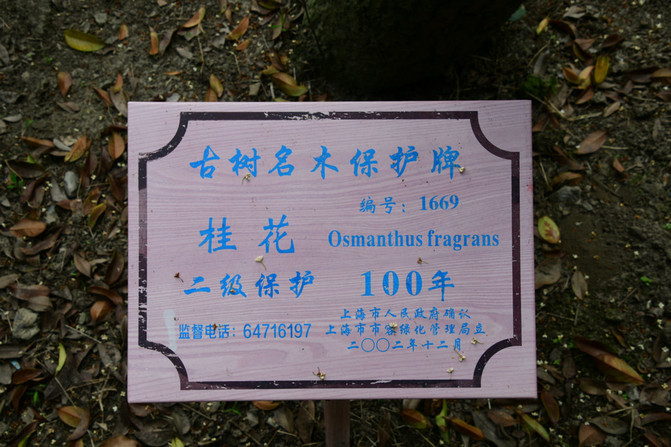 古树名木保护牌
编号：1669
桂花 Osmanthus fragrans
二级保护 100年
监督电话：64716197
上海市人民政府确认
上海市市容绿化管理局立
二〇〇二年十二月